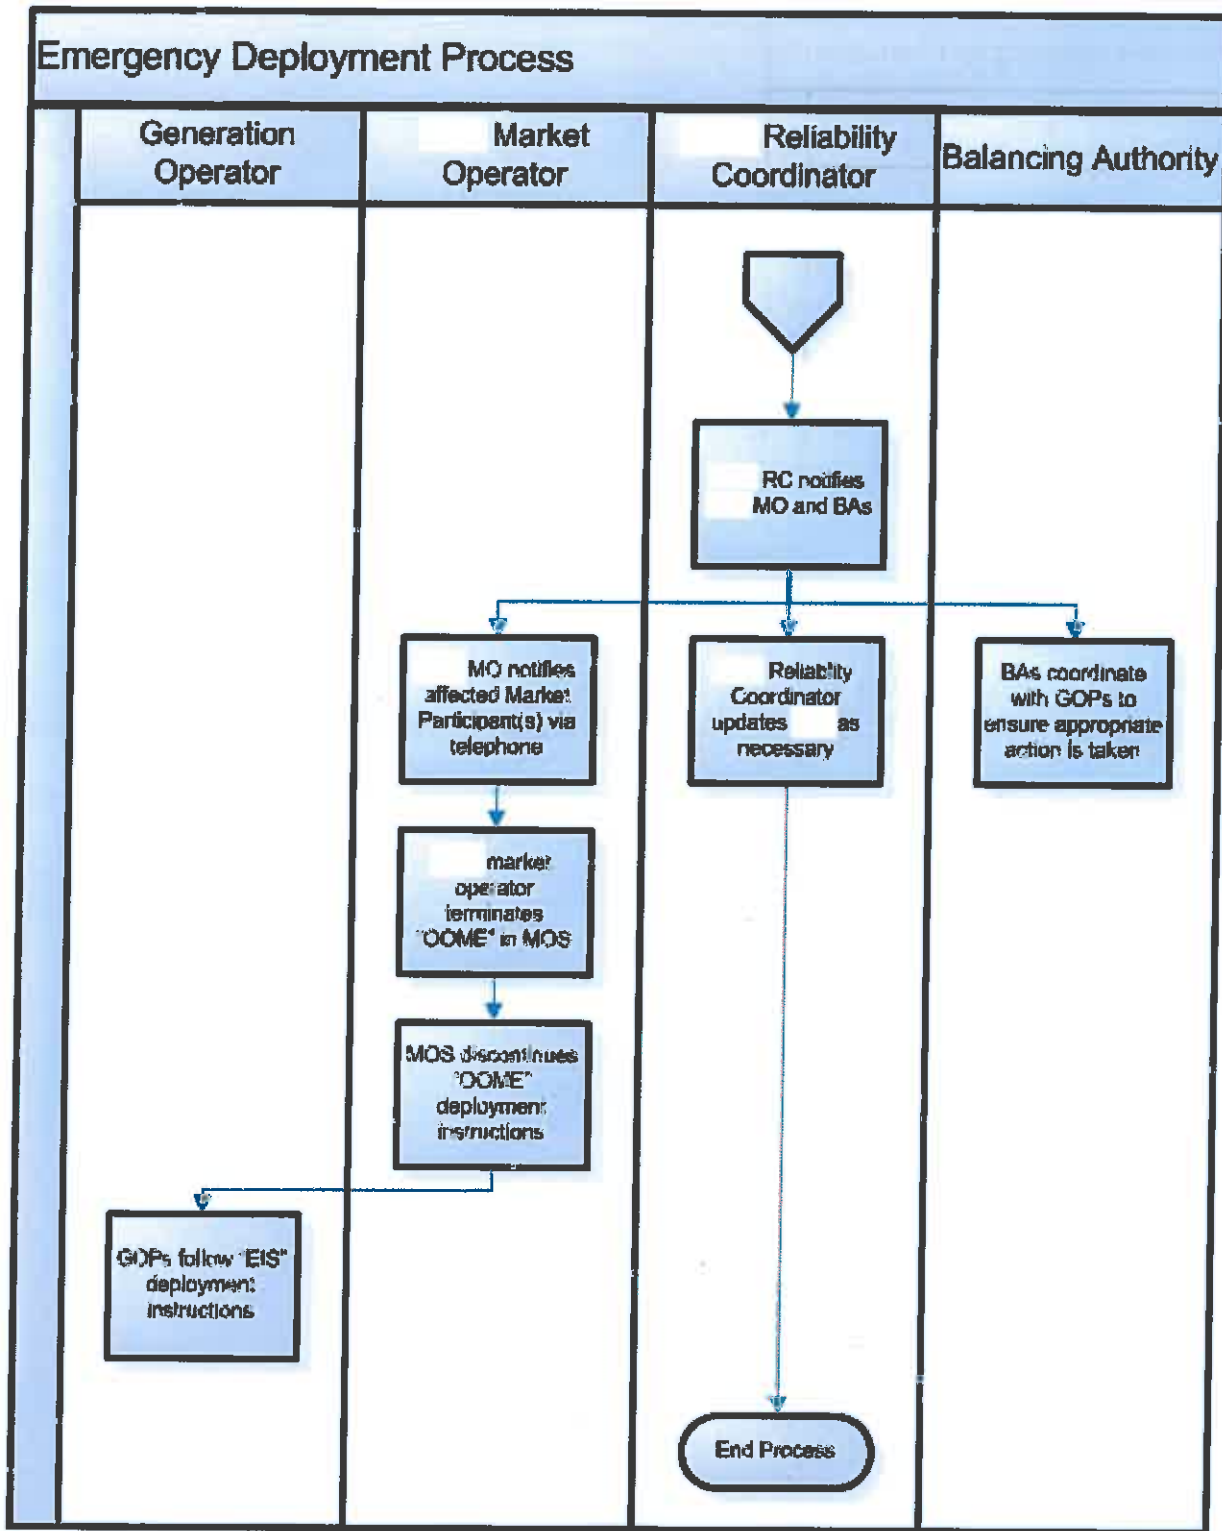 Emergency Deployment Process
Generation
Operator
Market
Operator
Reliability
Coordinator
Balancing Authority
RC notifies
MO and BAs
MO notifies
affected Market
Participant(s) via
telephone
Reliablity
Coordinator
updates as
necessary
BAs coordinate
with GOPs to
ensure appropriate
action is taken
market
operator
terminates
"OOME" in MOS
MOS discontinues
"OOME"
deployment
instructions
GOPs follow "EIS"
deployment
instructions
End Process